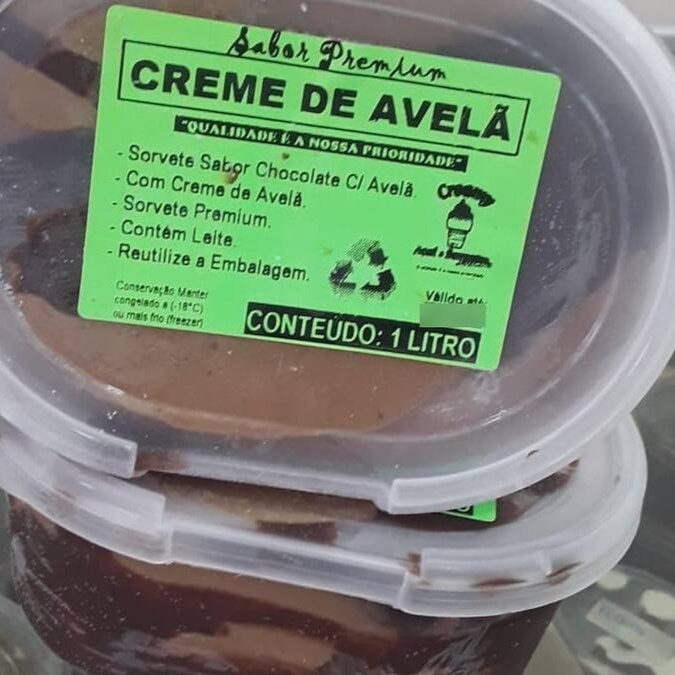 Sabor Premium
CREME DE AVELÃ
"QUALIDADE É A NOSSA PRIORIDADE"
- Sorvete Sabor Chocolate C/ Avelã.
- Com Creme de Avelã.
- Sorvete Premium.
- Contém Leite.
- Reutilize a Embalagem.
Creamy
Conservação Manter
congelado a (-18°C)
ou mais frio (freezer)
Válido até:
CONTEÚDO: 1 LITRO